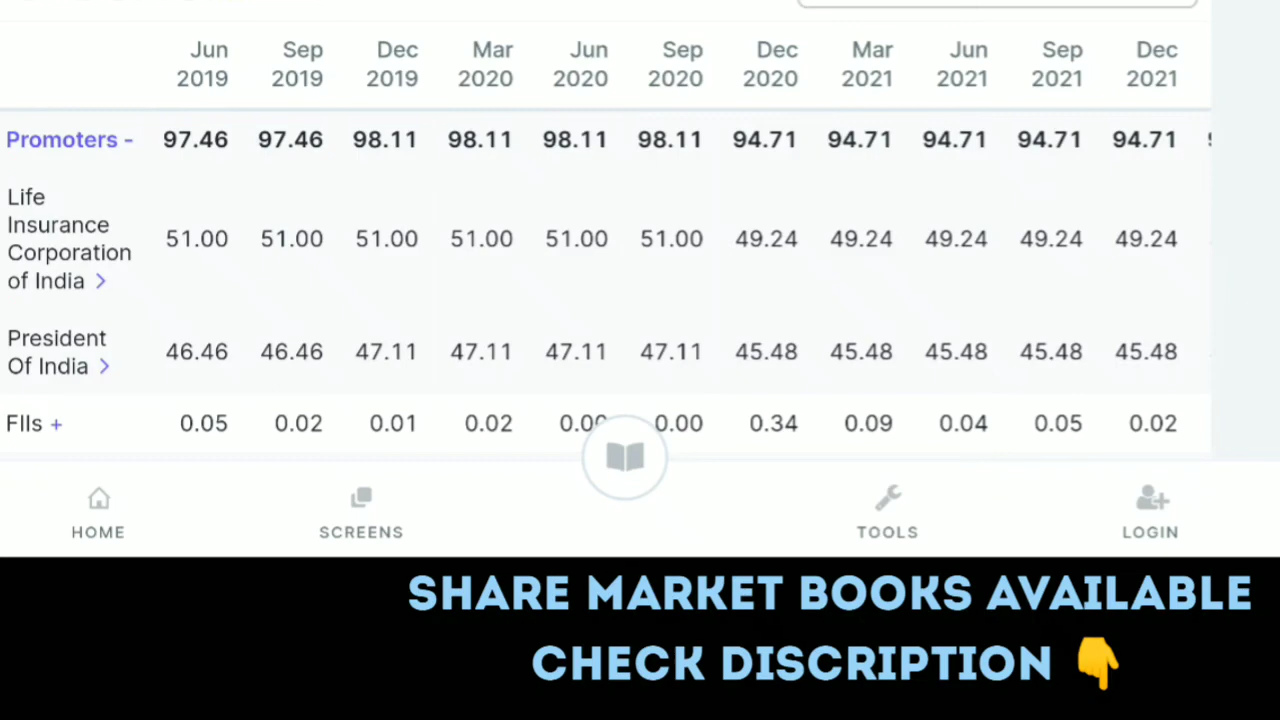 Jun Sep Dec Mar Jun Sep Dec Mar Jun Sep Dec
2019 2019 2019 2020 2020 2020 2020 2021 2021 2021 2021
Promoters - 97.46 97.46 98.11 98.11 98.11 98.11 94.71 94.71 94.71 94.71 94.71
Life
Insurance
Corporation
of India > 51.00 51.00 51.00 51.00 51.00 51.00 49.24 49.24 49.24 49.24 49.24
President
Of India > 46.46 46.46 47.11 47.11 47.11 47.11 45.48 45.48 45.48 45.48 45.48
FIIs + 0.05 0.02 0.01 0.02 0.00 0.00 0.34 0.09 0.04 0.05 0.02
HOME SCREENS TOOLS LOGIN
SHARE MARKET BOOKS AVAILABLE
CHECK DISCRIPTION 👇